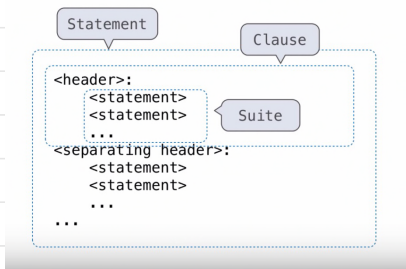 Statement
Clause
<header>:
<statement>
<statement>
...
Suite
<separating header>:
<statement>
<statement>
...
...